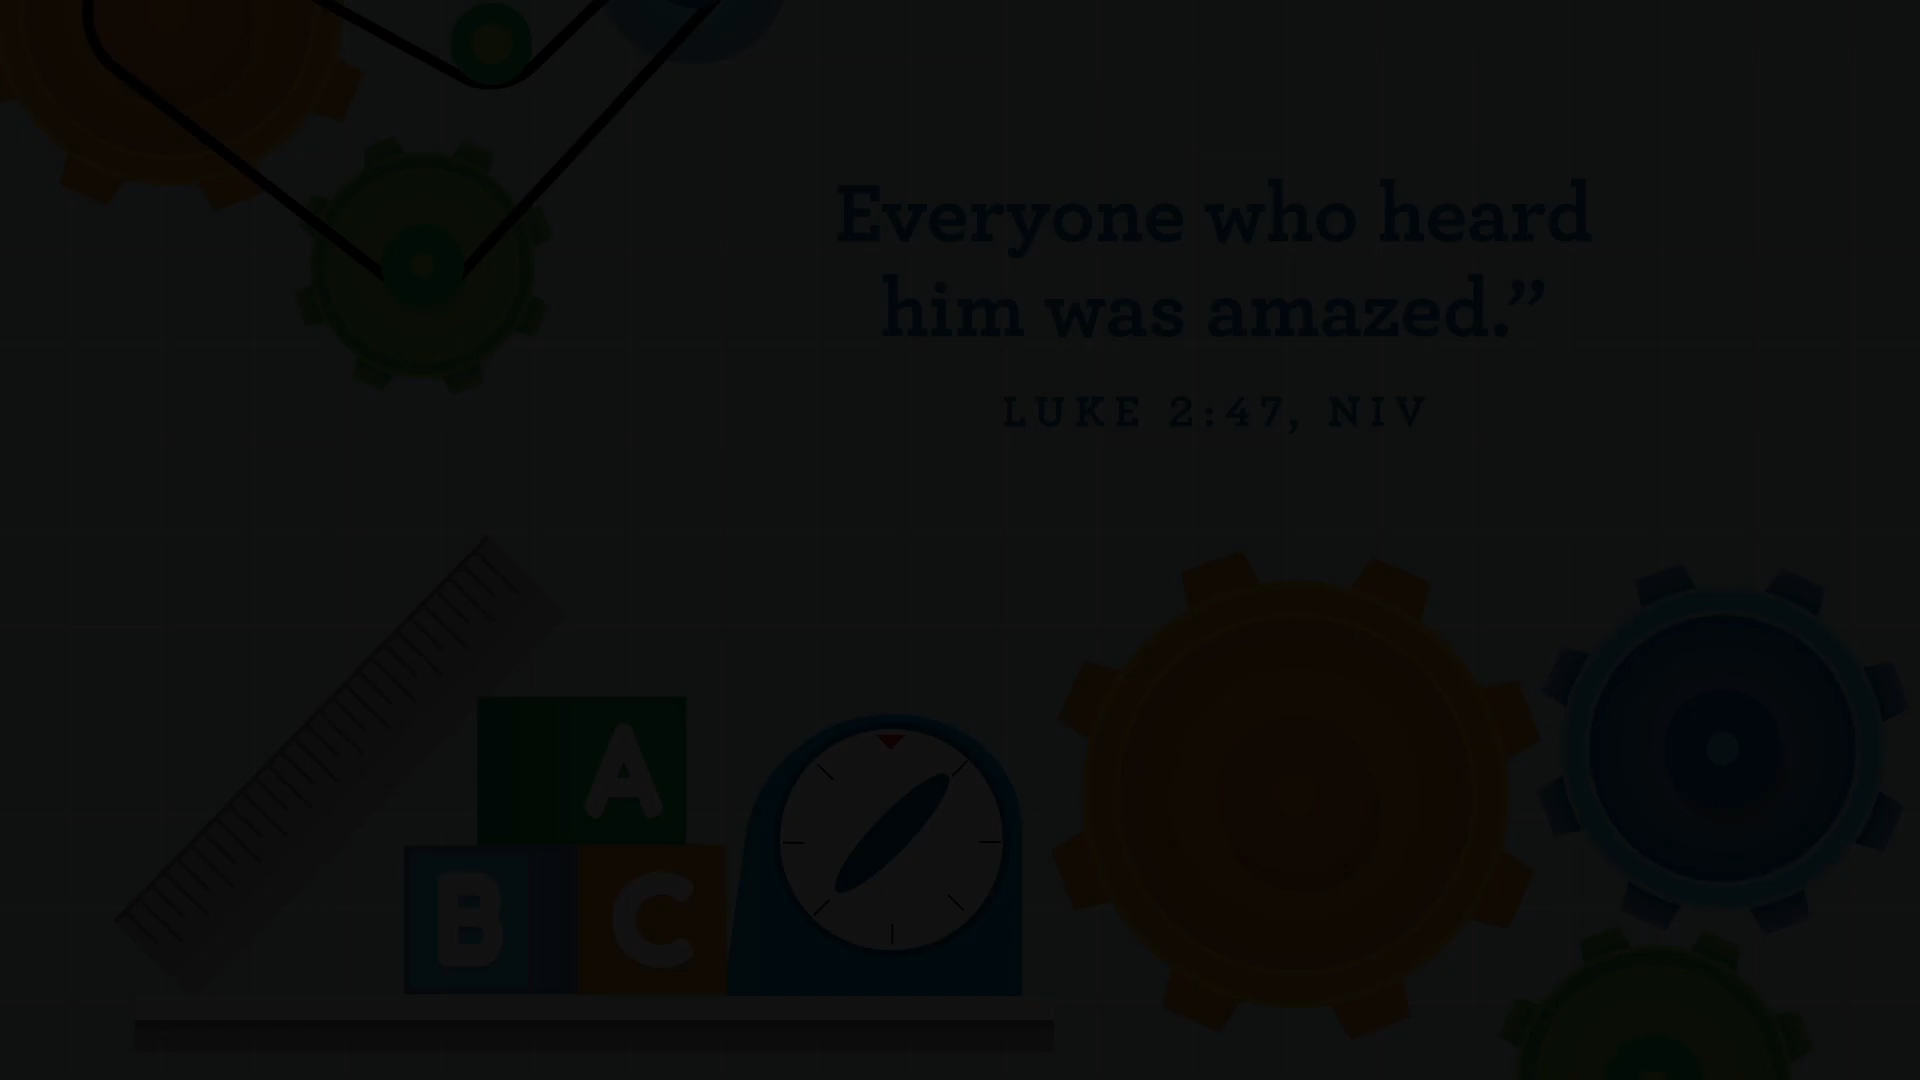 Everyone who heard
him was amazed.”
LUKE 2:47, NIV
A
B C